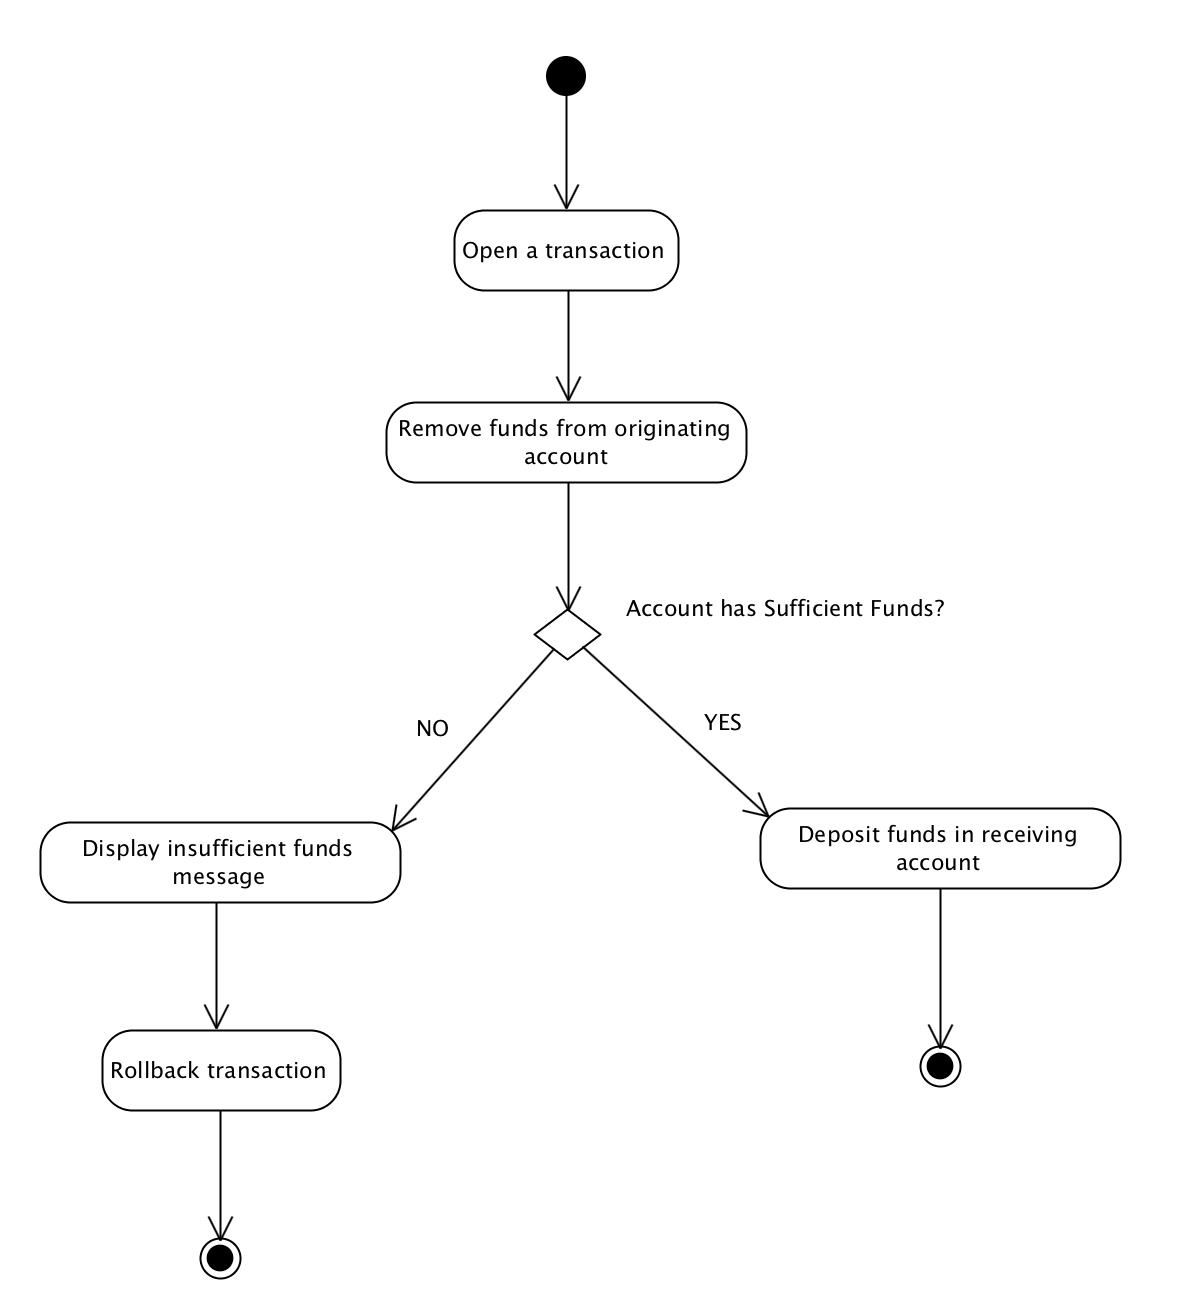 Open a transaction
Remove funds from originating
account
Account has Sufficient Funds?
NO
YES
Display insufficient funds
message
Deposit funds in receiving
account
Rollback transaction